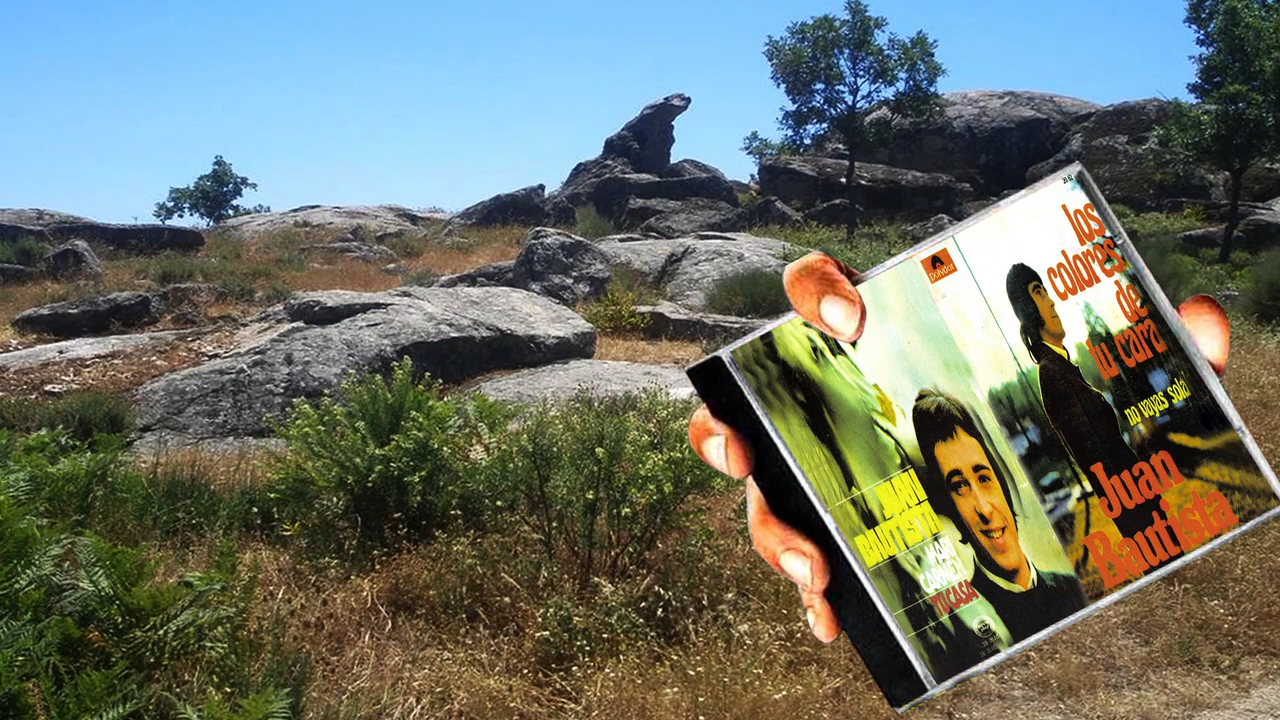 Polydor
JUAN
BAUTISTA
MARI
CARMEN
TU CASA
los
colores
de
tu cara
no vayas sola
Juan
Bautista